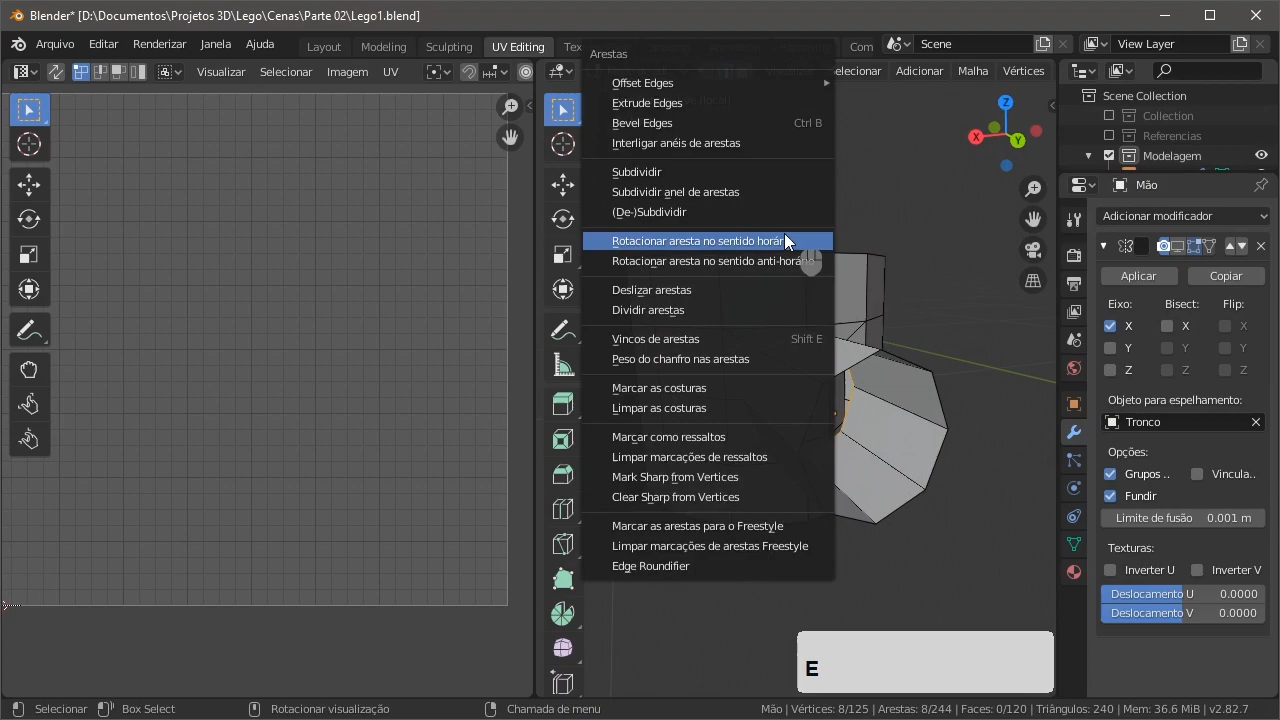 Blender* [D:\Documentos\Projetos 3D\Lego\Cenas\Parte 02\Lego1.blend]
Arquivo Editar Renderizar Janela Ajuda Layout Modeling Sculpting UV Editing Com Scene View Layer
Visualizar Selecionar Imagem UV Adicionar Malha Vértices
Arestas
Offset Edges
Extrude Edges
Bevel Edges Ctrl B
Interligar anéis de arestas
Subdividir
Subdividir anel de arestas
(De-)Subdividir
Rotacionar aresta no sentido horár
Rotacionar aresta no sentido anti-horár
Deslizar arestas
Dividir arestas
Vincos de arestas Shift E
Peso do chanfro nas arestas
Marcar as costuras
Limpar as costuras
Marcar como ressaltos
Limpar marcações de ressaltos
Mark Sharp from Vertices
Clear Sharp from Vertices
Marcar as arestas para o Freestyle
Limpar marcações de arestas Freestyle
Edge Roundifier
Z
X
Y
Scene Collection
Collection
Referencias
Modelagem
Mão
Adicionar modificador
Aplicar Copiar
Eixo: Bisect: Flip:
X X X
Y Y Y
Z Z Z
Objeto para espelhamento:
Tronco
Opções:
Grupos .. Vincula..
Fundir
Limite de fusão 0.001 m
Texturas:
Inverter U Inverter V
Deslocamento U 0.0000
Deslocamento V 0.0000
E
Selecionar Box Select Rotacionar visualização Chamada de menu Mão | Vértices: 8/125 | Arestas: 8/244 | Faces: 0/120 | Triângulos: 240 | Mem: 36.6 MiB | v2.82.7